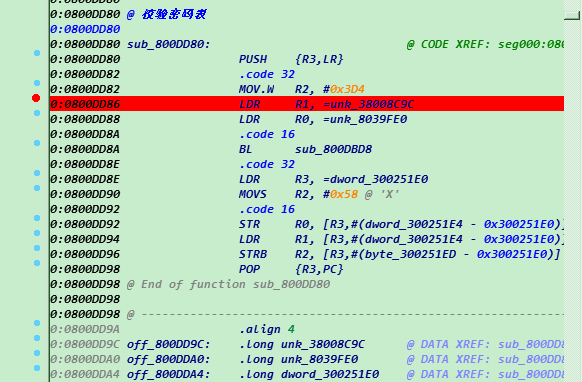 0:0800DD80
0:0800DD80 @ 校验密码表
0:0800DD80
0:0800DD80 sub_800DD80: @ CODE XREF: seg000:080
0:0800DD80 PUSH {R3,LR}
0:0800DD82 .code 32
0:0800DD82 MOV.W R2, #0x3D4
0:0800DD86 LDR R1, =unk_38008C9C
0:0800DD88 LDR R0, =unk_8039FE0
0:0800DD8A .code 16
0:0800DD8A BL sub_800DBD8
0:0800DD8E .code 32
0:0800DD8E LDR R3, =dword_300251E0
0:0800DD90 MOVS R2, #0x58 @ 'X'
0:0800DD92 .code 16
0:0800DD92 STR R0, [R3,#(dword_300251E4 - 0x300251E0)]
0:0800DD94 LDR R1, [R3,#(dword_300251E4 - 0x300251E0)]
0:0800DD96 STRB R2, [R3,#(byte_300251ED - 0x300251E0)]
0:0800DD98 POP {R3,PC}
0:0800DD98 @ End of function sub_800DD80
0:0800DD98
0:0800DD98 @ ---------------------------------------------------------------
0:0800DD9A .align 4
0:0800DD9C off_800DD9C: .long unk_38008C9C @ DATA XREF: sub_800DD8
0:0800DDA0 off_800DDA0: .long unk_8039FE0 @ DATA XREF: sub_800DD8
0:0800DDA4 off_800DDA4: .long dword_300251E0 @ DATA XREF: sub_800DD8